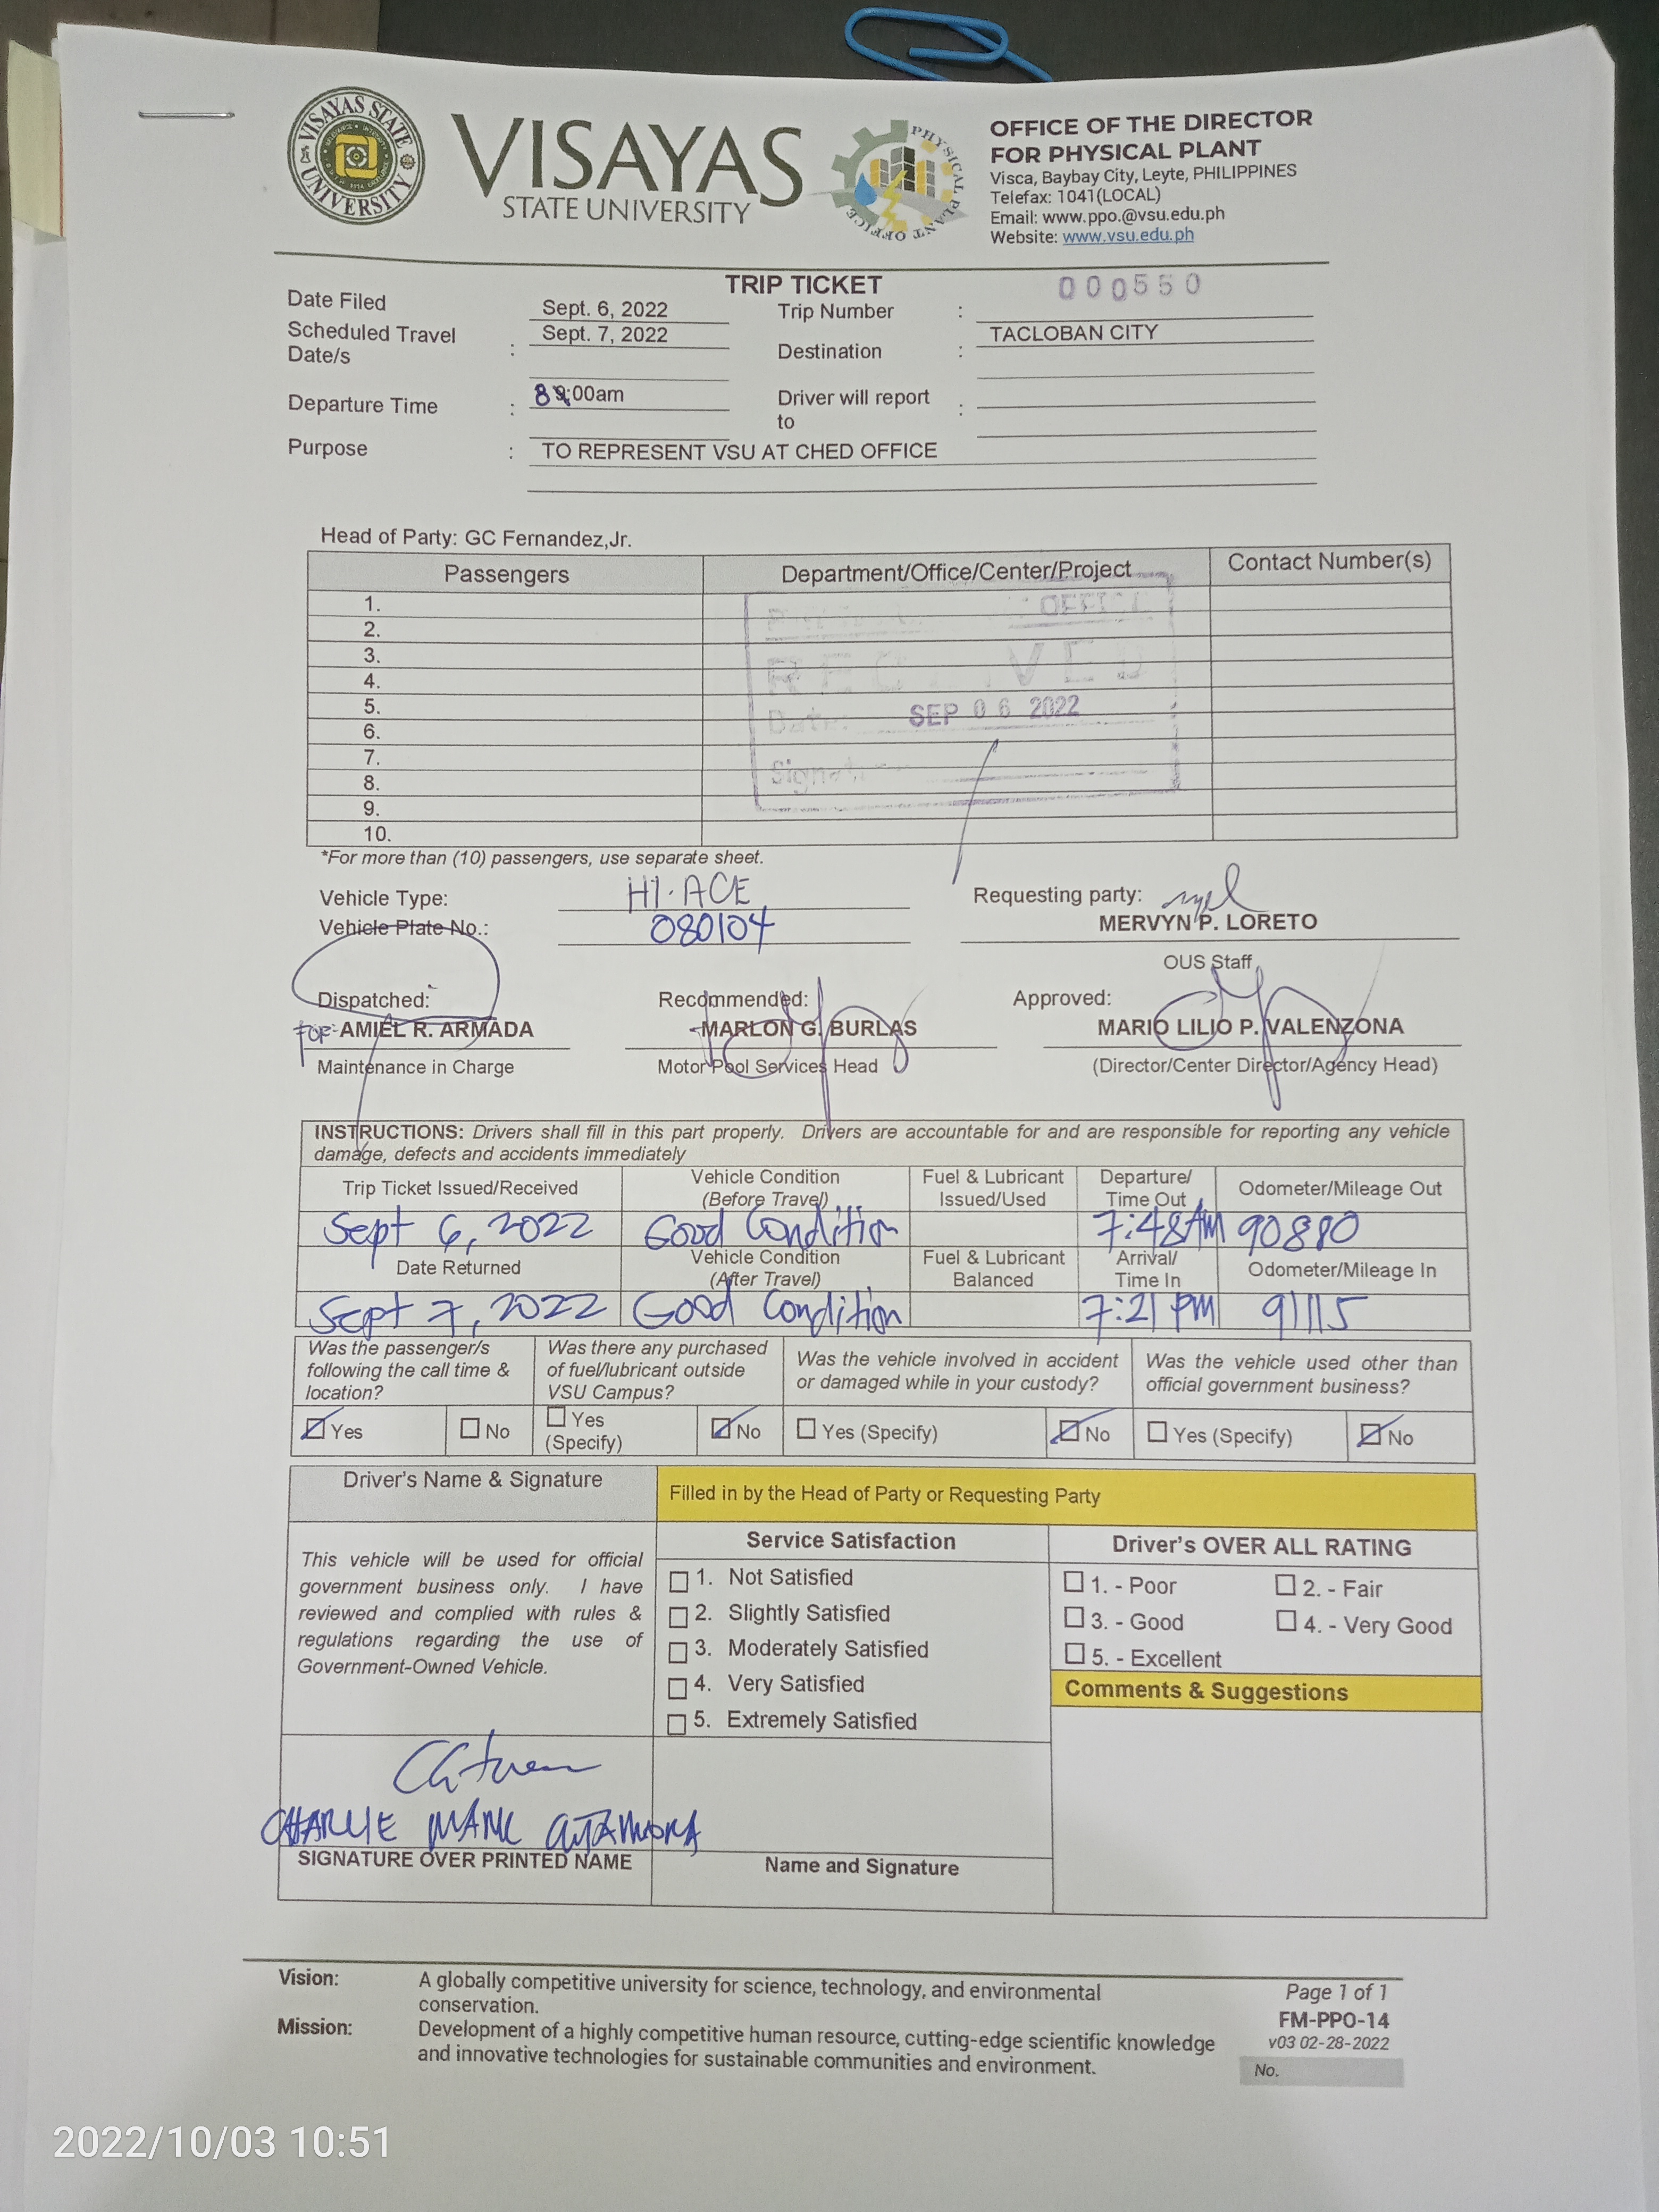 VISAYAS STATE UNIVERSITY
VISAYAS
STATE UNIVERSITY
PHYSICAL PLANT OFFICE
OFFICE OF THE DIRECTOR
FOR PHYSICAL PLANT
Visca, Baybay City, Leyte, PHILIPPINES
Telefax: 1041(LOCAL)
Email: www.ppo.@vsu.edu.ph
Website: www.vsu.edu.ph
TRIP TICKET
Date Filed Sept. 6, 2022 Trip Number : 000550
Scheduled Travel Date/s : Sept. 7, 2022 Destination : TACLOBAN CITY
Departure Time : 8:00am Driver will report to :
Purpose : TO REPRESENT VSU AT CHED OFFICE
Head of Party: GC Fernandez,Jr.
Passengers Department/Office/Center/Project Contact Number(s)
1.
2.
3.
4.
5.
6.
7.
8.
9.
10.
OFFICE
RECEIVED
Date: SEP 06 2022
*For more than (10) passengers, use separate sheet.
Vehicle Type: HI-ACE Requesting party:
Vehicle Plate No.: 080104 MERVYN P. LORETO
OUS Staff
Dispatched: Recommended: Approved:
FOR: AMIEL R. ARMADA MARLON G. BURLAS MARIO LILIO P. VALENZONA
Maintenance in Charge Motor Pool Services Head (Director/Center Director/Agency Head)
INSTRUCTIONS: Drivers shall fill in this part properly. Drivers are accountable for and are responsible for reporting any vehicle
damage, defects and accidents immediately
Trip Ticket Issued/Received Vehicle Condition (Before Travel) Fuel & Lubricant Issued/Used Departure/ Time Out Odometer/Mileage Out
Sept 6, 2022 Good Condition 7:48AM 90880
Date Returned Vehicle Condition (After Travel) Fuel & Lubricant Balanced Arrival/ Time In Odometer/Mileage In
Sept 7, 2022 Good Condition 7:21 PM 91115
Was the passenger/s following the call time & location? Was there any purchased of fuel/lubricant outside VSU Campus? Was the vehicle involved in accident or damaged while in your custody? Was the vehicle used other than official government business?
Yes No Yes (Specify) No Yes (Specify) No Yes (Specify) No
Driver's Name & Signature
Filled in by the Head of Party or Requesting Party
This vehicle will be used for official
government business only. I have
reviewed and complied with rules &
regulations regarding the use of
Government-Owned Vehicle.
Service Satisfaction
1. Not Satisfied
2. Slightly Satisfied
3. Moderately Satisfied
4. Very Satisfied
5. Extremely Satisfied
Driver's OVER ALL RATING
1. - Poor 2. - Fair
3. - Good 4. - Very Good
5. - Excellent
Comments & Suggestions
CHARLIE
SIGNATURE OVER PRINTED NAME
Name and Signature
Vision: A globally competitive university for science, technology, and environmental
conservation.
Mission: Development of a highly competitive human resource, cutting-edge scientific knowledge
and innovative technologies for sustainable communities and environment.
Page 1 of 1
FM-PPO-14
v03 02-28-2022
No.
2022/10/03 10:51